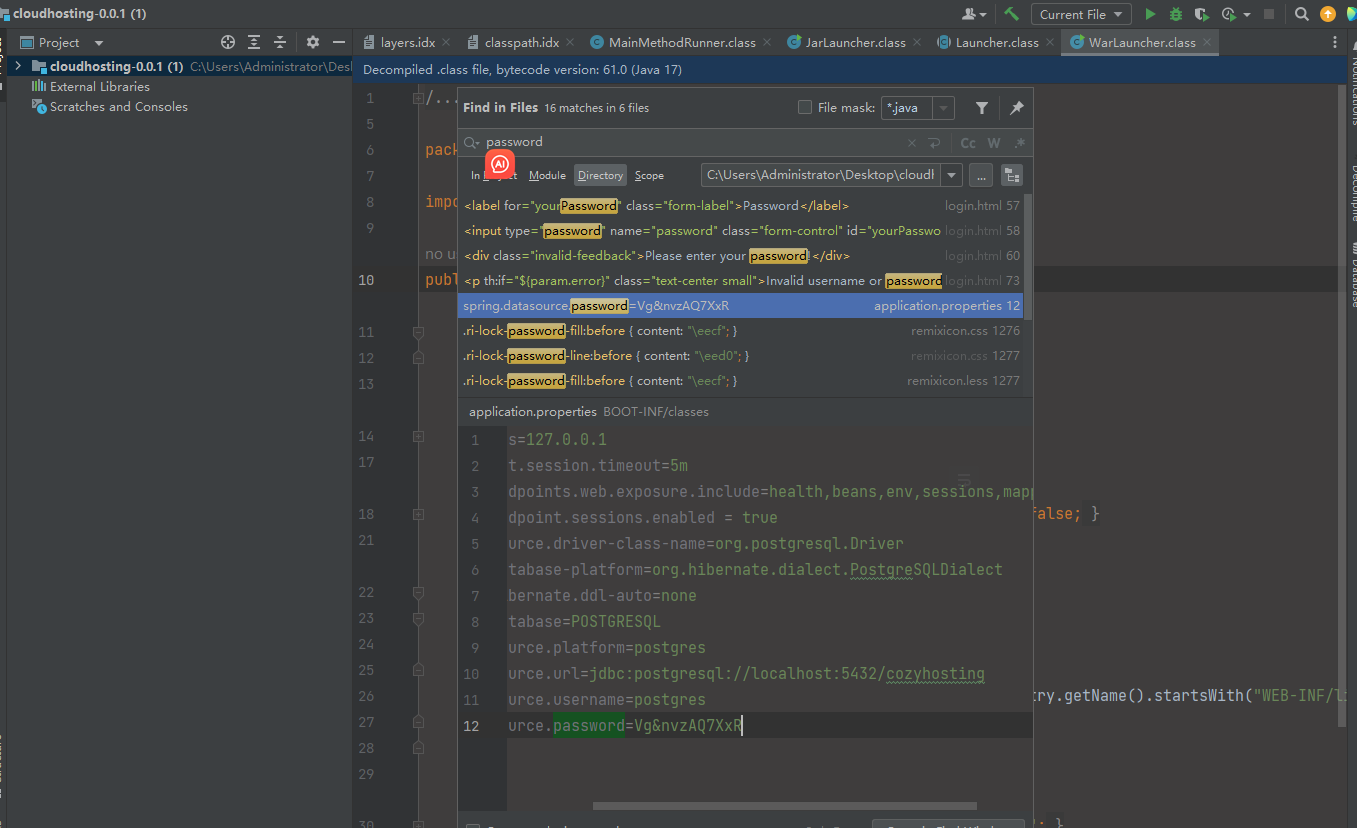 cloudhosting-0.0.1 (1)
Current File
Project
layers.idx
classpath.idx
MainMethodRunner.class
JarLauncher.class
Launcher.class
WarLauncher.class
cloudhosting-0.0.1 (1) C:\Users\Administrator\Des
External Libraries
Scratches and Consoles
Decompiled .class file, bytecode version: 61.0 (Java 17)
Notifications
Database
1 /...
5
6 pack
7
8 impo
9
no u
10 publ
11
12
13
14
17
18 alse; }
21
22
23
24
25
26 ry.getName().startsWith("WEB-INF/l
27
28
29
30 }
Find in Files 16 matches in 6 files
File mask: *.java
password
Cc W .*
AI
In Module Directory Scope C:\Users\Administrator\Desktop\cloudh ...
<label for="yourPassword" class="form-label">Password</label> login.html 57
<input type="password" name="password" class="form-control" id="yourPasswo login.html 58
<div class="invalid-feedback">Please enter your password!</div> login.html 60
<p th:if="${param.error}" class="text-center small">Invalid username or password login.html 73
spring.datasource.password=Vg&nvzAQ7XxR application.properties 12
.ri-lock-password-fill:before { content: "\eecf"; } remixicon.css 1276
.ri-lock-password-line:before { content: "\eed0"; } remixicon.css 1277
.ri-lock-password-fill:before { content: "\eecf"; } remixicon.less 1277
application.properties BOOT-INF/classes
1 s=127.0.0.1
2 t.session.timeout=5m
3 dpoints.web.exposure.include=health,beans,env,sessions,mapp
4 dpoint.sessions.enabled = true
5 urce.driver-class-name=org.postgresql.Driver
6 tabase-platform=org.hibernate.dialect.PostgreSQLDialect
7 bernate.ddl-auto=none
8 tabase=POSTGRESQL
9 urce.platform=postgres
10 urce.url=jdbc:postgresql://localhost:5432/cozyhosting
11 urce.username=postgres
12 urce.password=Vg&nvzAQ7XxR